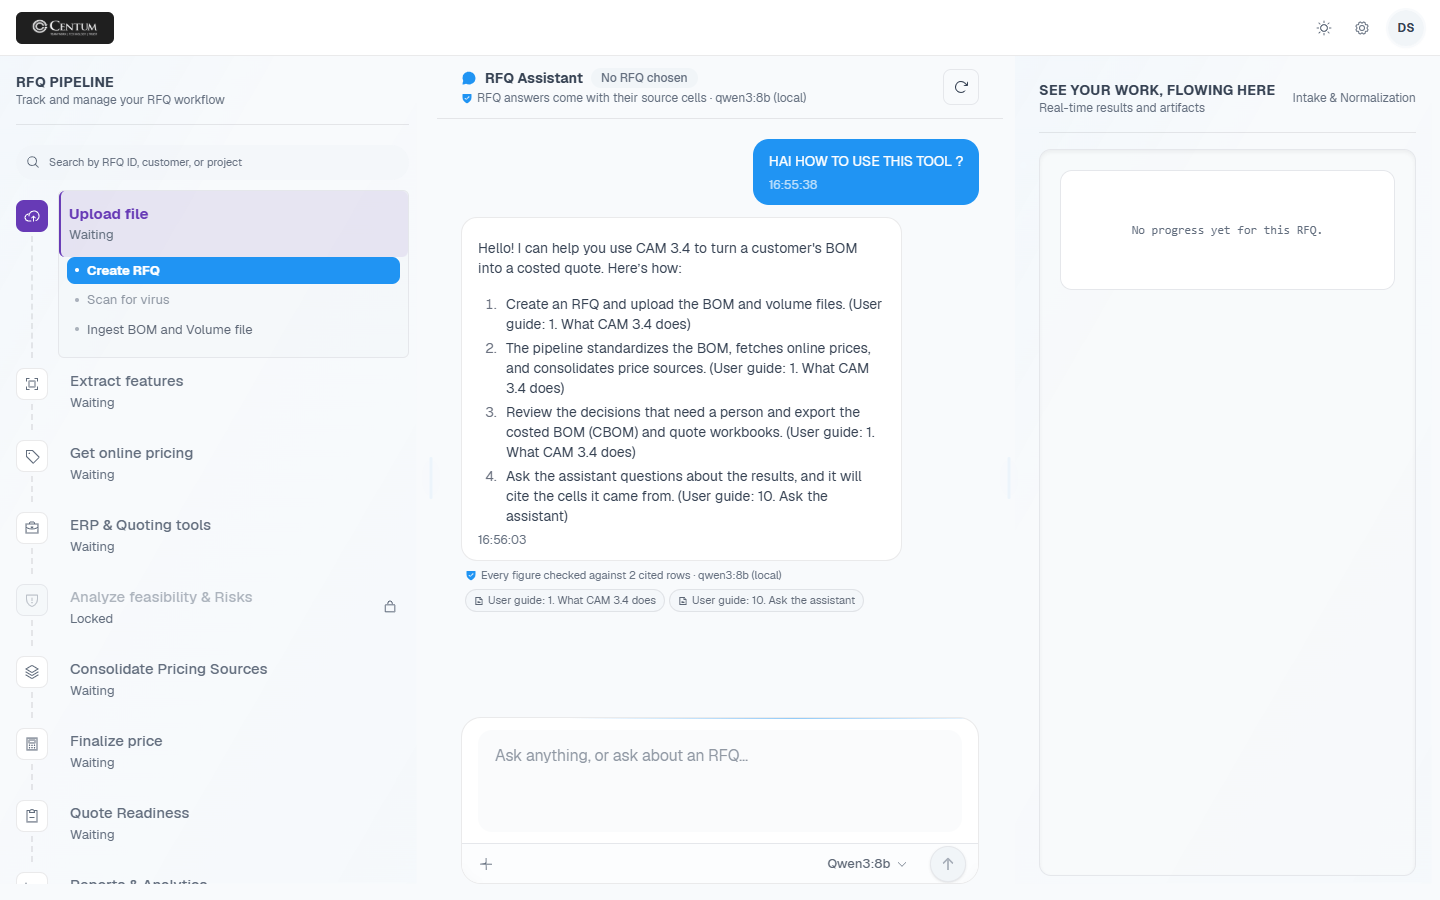 CENTUM
DS
RFQ PIPELINE
Track and manage your RFQ workflow
Search by RFQ ID, customer, or project
Upload file
Waiting
Create RFQ
Scan for virus
Ingest BOM and Volume file
Extract features
Waiting
Get online pricing
Waiting
ERP & Quoting tools
Waiting
Analyze feasibility & Risks
Locked
Consolidate Pricing Sources
Waiting
Finalize price
Waiting
Quote Readiness
Waiting
Reports & Analytics
RFQ Assistant
No RFQ chosen
RFQ answers come with their source cells · qwen3:8b (local)
HAI HOW TO USE THIS TOOL ?
16:55:38
Hello! I can help you use CAM 3.4 to turn a customer's BOM
into a costed quote. Here's how:
1. Create an RFQ and upload the BOM and volume files. (User
guide: 1. What CAM 3.4 does)
2. The pipeline standardizes the BOM, fetches online prices,
and consolidates price sources. (User guide: 1. What CAM
3.4 does)
3. Review the decisions that need a person and export the
costed BOM (CBOM) and quote workbooks. (User guide: 1.
What CAM 3.4 does)
4. Ask the assistant questions about the results, and it will
cite the cells it came from. (User guide: 10. Ask the
assistant)
16:56:03
Every figure checked against 2 cited rows · qwen3:8b (local)
User guide: 1. What CAM 3.4 does
User guide: 10. Ask the assistant
Ask anything, or ask about an RFQ...
Qwen3:8b
SEE YOUR WORK, FLOWING HERE
Real-time results and artifacts
Intake & Normalization
No progress yet for this RFQ.